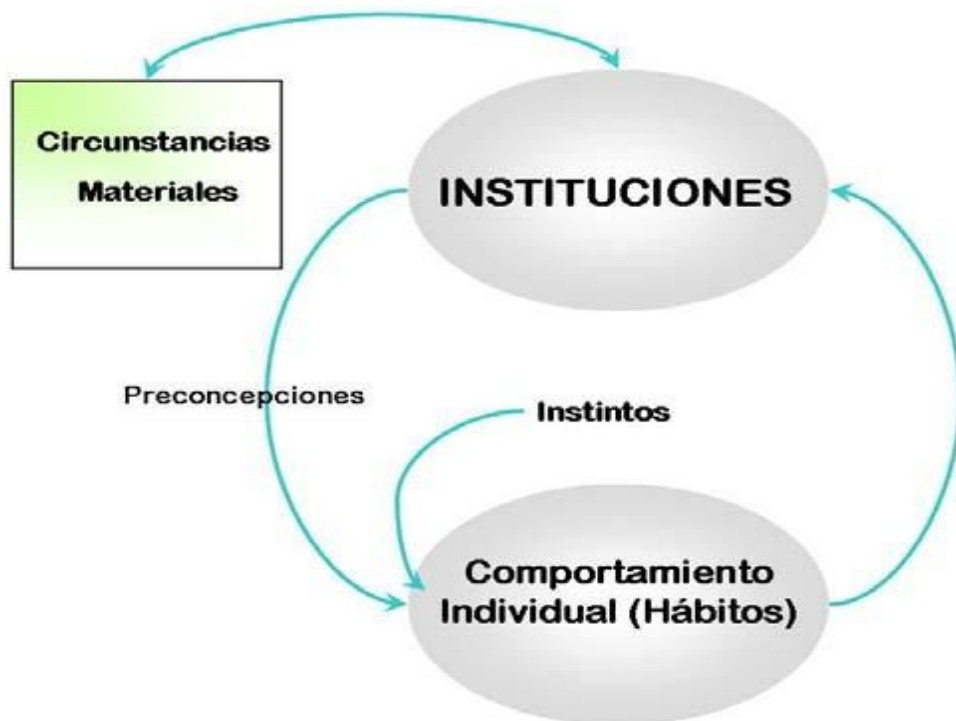 Circunstancias
Materiales
INSTITUCIONES
Preconcepciones
Instintos
Comportamiento
Individual (Hábitos)